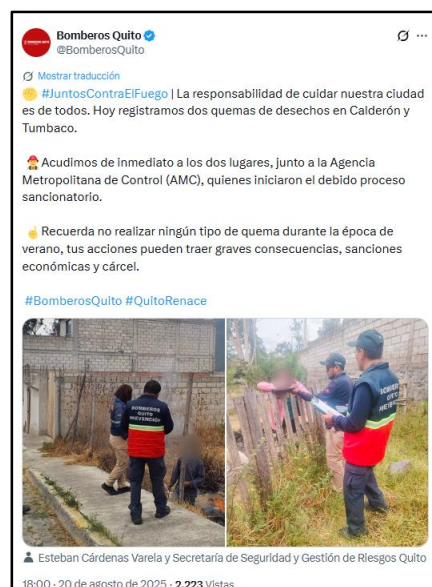 Bomberos Quito
@BomberosQuito
Mostrar traducción
#JuntosContraElFuego | La responsabilidad de cuidar nuestra ciudad
es de todos. Hoy registramos dos quemas de desechos en Calderón y
Tumbaco.
Acudimos de inmediato a los dos lugares, junto a la Agencia
Metropolitana de Control (AMC), quienes iniciaron el debido proceso
sancionatorio.
Recuerda no realizar ningún tipo de quema durante la época de
verano, tus acciones pueden traer graves consecuencias, sanciones
económicas y cárcel.
#BomberosQuito #QuitoRenace
BOMBEROS
QUITO
PREVENCIÓN
BOMBEROS
QUITO
PREVENCIÓN
Esteban Cárdenas Varela y Secretaría de Seguridad y Gestión de Riesgos Quito
18:00 · 20 de agosto de 2025 · 2.223 Vistas